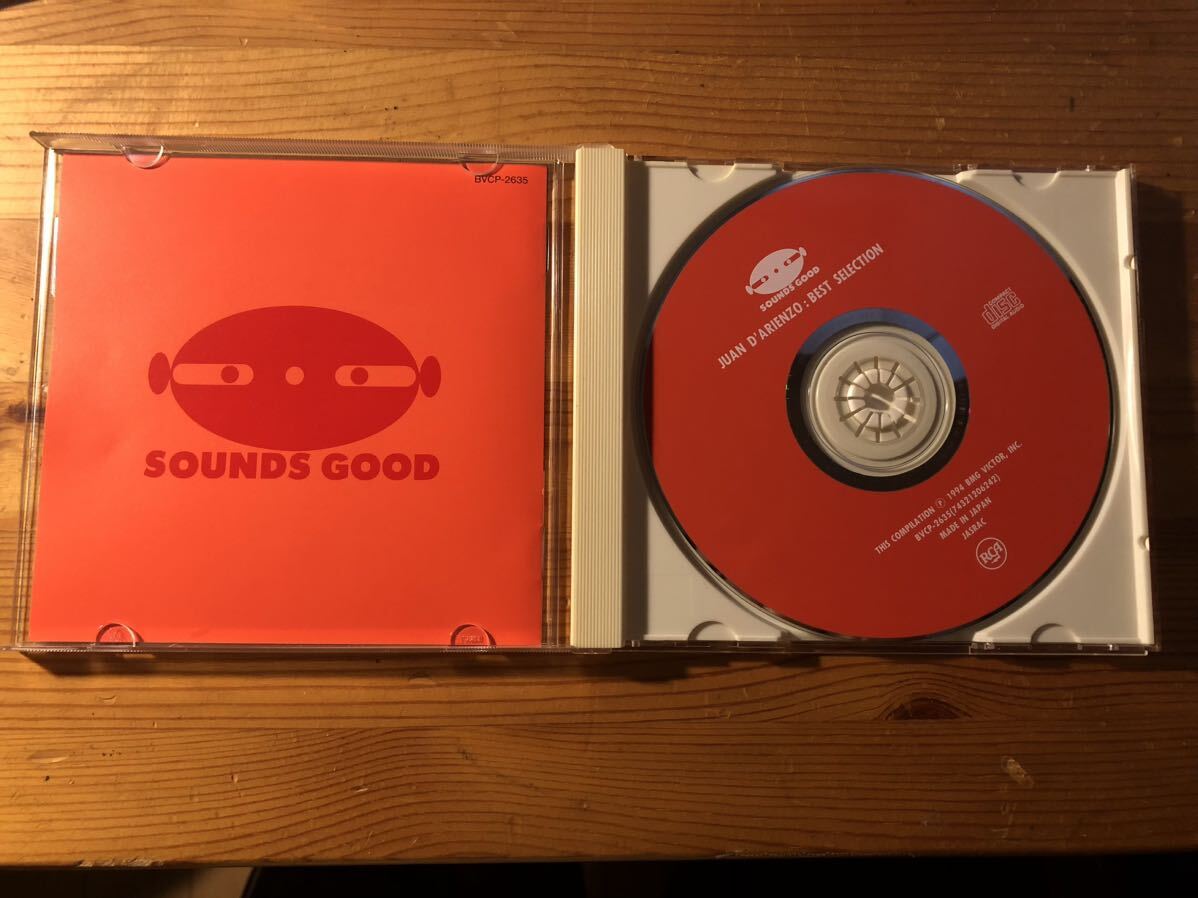 BVCP-2635
SOUNDS GOOD
SOUNDS GOOD
JUAN D'ARIENZO : BEST SELECTION
COMPACT
disc
DIGITAL AUDIO
THIS COMPILATION Ⓟ 1994 BMG VICTOR, INC.
BVCP-2635(74321206242)
MADE IN JAPAN
JASRAC
RCA